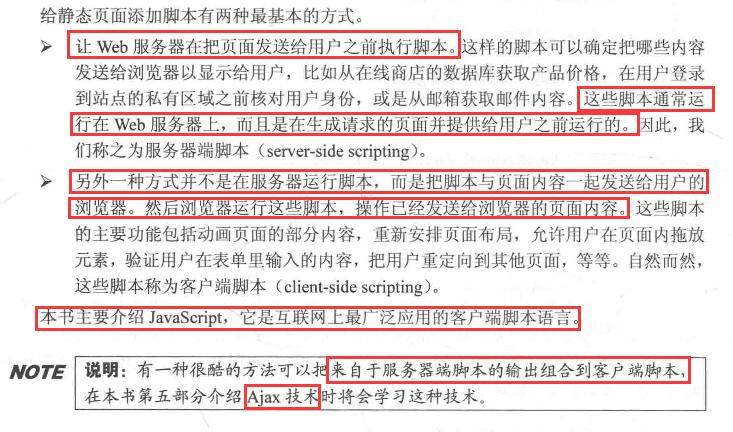 给静态页面添加脚本有两种最基本的方式。
➢ 让 Web 服务器在把页面发送给用户之前执行脚本。这样的脚本可以确定把哪些内容
发送给浏览器以显示给用户，比如从在线商店的数据库获取产品价格，在用户登录
到站点的私有区域之前核对用户身份，或是从邮箱获取邮件内容。这些脚本通常运
行在 Web 服务器上，而且是在生成请求的页面并提供给用户之前运行的。因此，我
们称之为服务器端脚本（server-side scripting）。
➢ 另外一种方式并不是在服务器运行脚本，而是把脚本与页面内容一起发送给用户的
浏览器。然后浏览器运行这些脚本，操作已经发送给浏览器的页面内容。这些脚本
的主要功能包括动画页面的部分内容，重新安排页面布局，允许用户在页面内拖放
元素，验证用户在表单里输入的内容，把用户重定向到其他页面，等等。自然而然，
这些脚本称为客户端脚本（client-side scripting）。
本书主要介绍 JavaScript，它是互联网上最广泛应用的客户端脚本语言。
NOTE 说明：有一种很酷的方法可以把来自于服务器端脚本的输出组合到客户端脚本，
在本书第五部分介绍 Ajax 技术时将会学习这种技术。